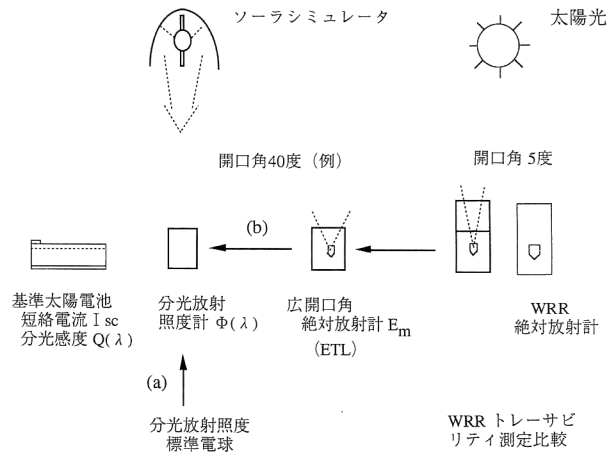 ソーラシミュレータ
太陽光
開口角40度（例）
開口角 5度
(b)
基準太陽電池
短絡電流 I sc
分光感度 Q(λ)
分光放射
照度計 Φ(λ)
広開口角
絶対放射計 Em
(ETL)
WRR
絶対放射計
(a)
分光放射照度
標準電球
WRR トレーサビ
リティ測定比較